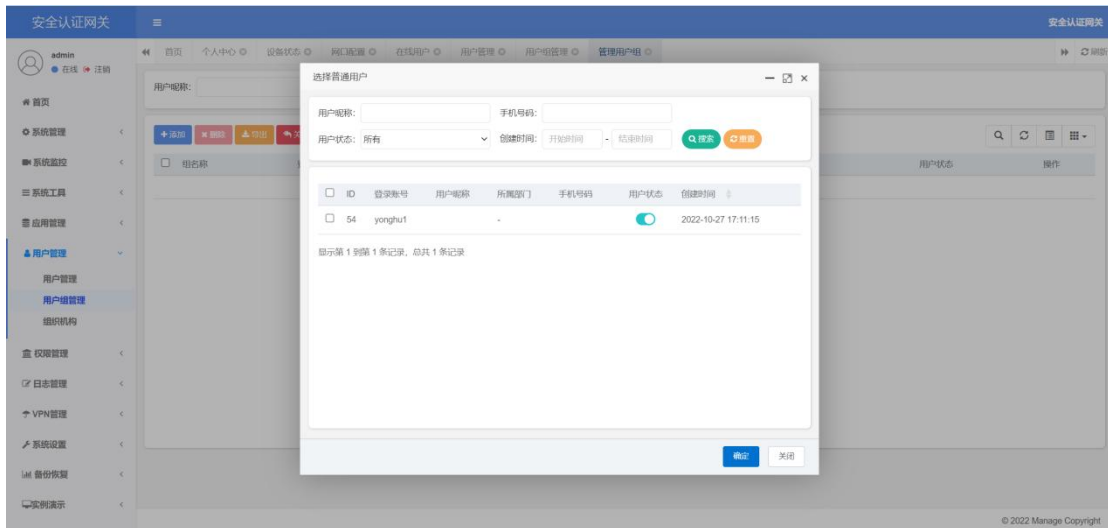 安全认证网关
安全认证网关
admin
在线 注销
首页 个人中心 设备状态 网口配置 在线用户 用户管理 用户组管理 管理用户组 刷新
用户昵称:
首页
系统管理
系统监控
系统工具
应用管理
用户管理
用户管理
用户组管理
组织机构
权限管理
日志管理
VPN管理
系统设置
备份恢复
实例演示
添加 删除 导出
组名称 用户状态 操作
选择普通用户
用户昵称: 手机号码:
用户状态: 所有 创建时间: 开始时间 - 结束时间 搜索 重置
ID 登录账号 用户昵称 所属部门 手机号码 用户状态 创建时间
54 yonghu1 - 2022-10-27 17:11:15
显示第 1 到第 1 条记录，总共 1 条记录
确定 关闭
© 2022 Manage Copyright